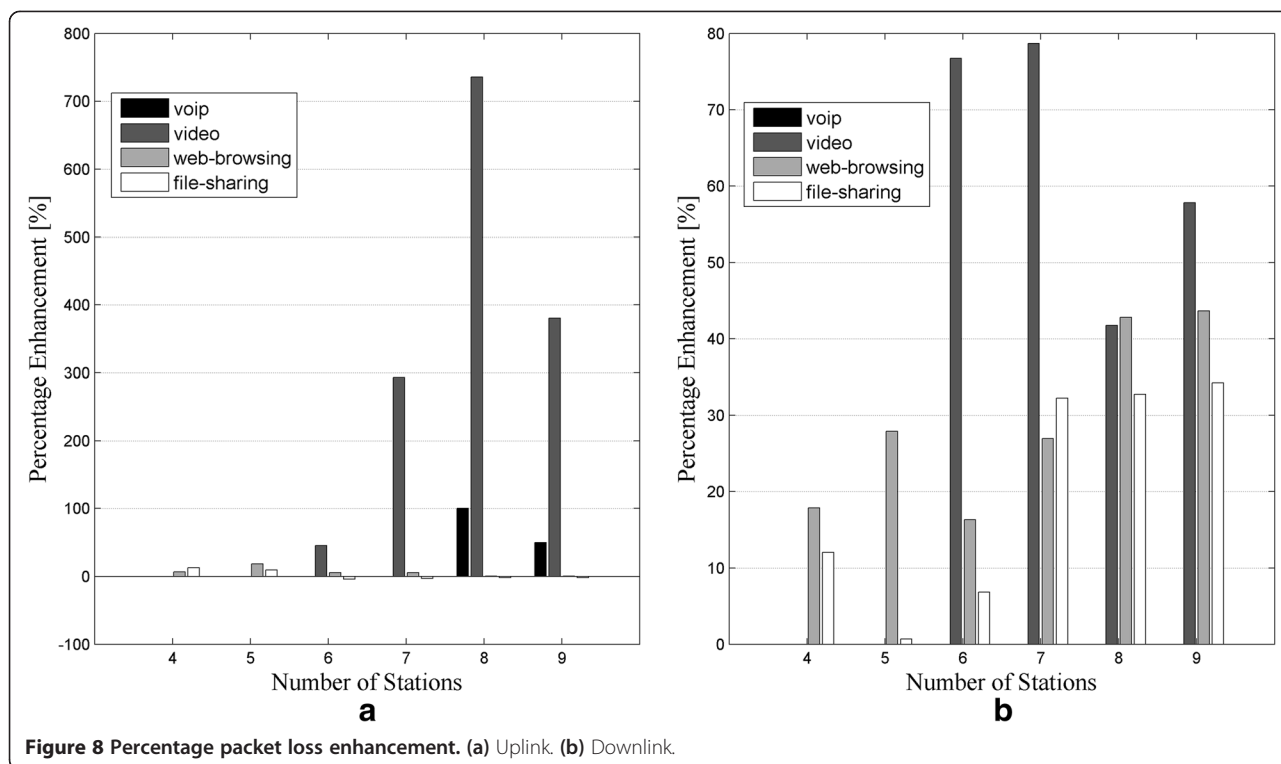 800
700
600
500
400
300
200
100
0
-100
Percentage Enhancement [%]
voip
video
web-browsing
file-sharing
4 5 6 7 8 9
Number of Stations
a
80
70
60
50
40
30
20
10
0
Percentage Enhancement [%]
voip
video
web-browsing
file-sharing
4 5 6 7 8 9
Number of Stations
b
Figure 8 Percentage packet loss enhancement. (a) Uplink. (b) Downlink.